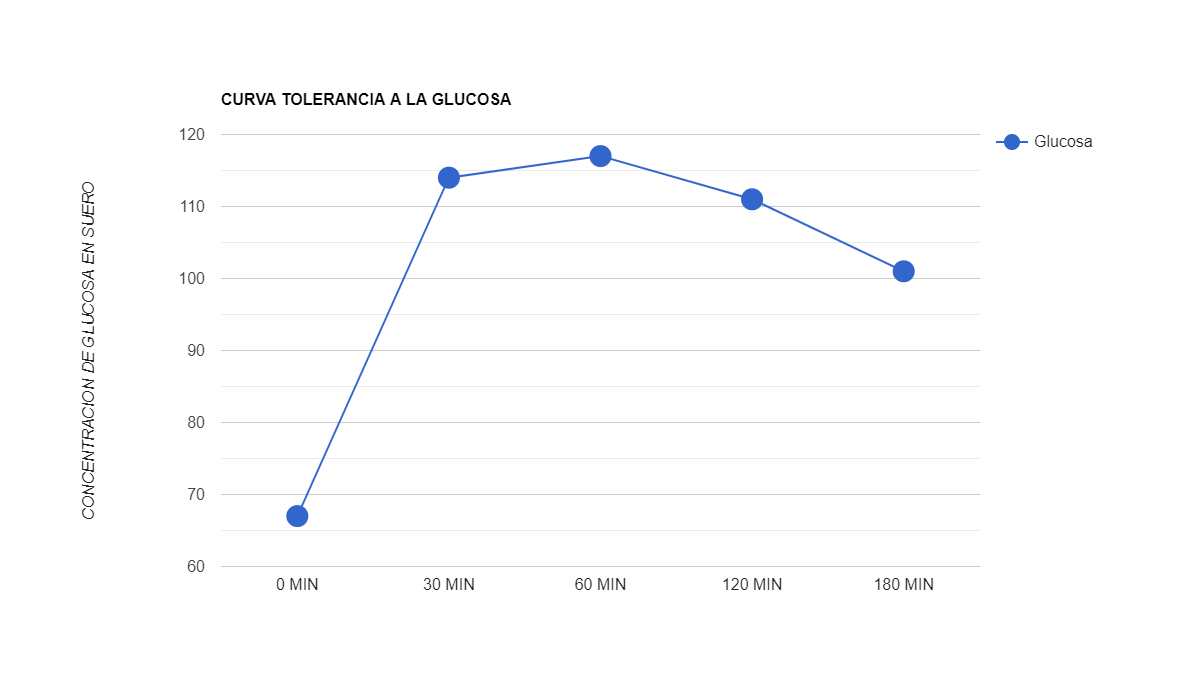 CURVA TOLERANCIA A LA GLUCOSA
Glucosa
CONCENTRACION DE GLUCOSA EN SUERO
120
110
100
90
80
70
60
0 MIN
30 MIN
60 MIN
120 MIN
180 MIN